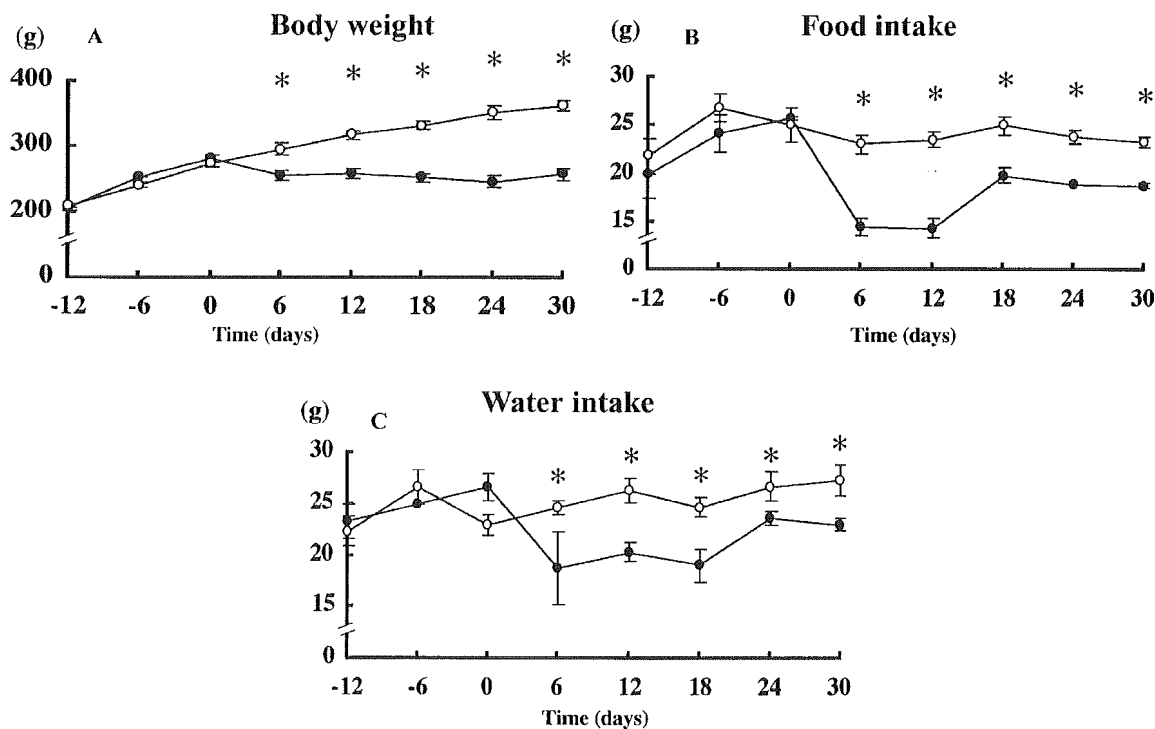 Body weight
(g) A
400
300
200
0
-12 -6 0 6 12 18 24 30
Time (days)
* * * * *
Food intake
(g) B
30
25
20
15
0
-12 -6 0 6 12 18 24 30
Time (days)
* * * * *
Water intake
(g) C
30
25
20
15
0
-12 -6 0 6 12 18 24 30
Time (days)
* * * * *